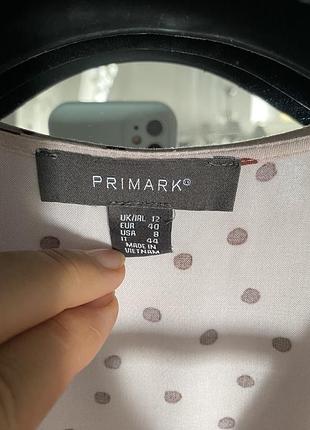 PRIMARK®
UK/IRL 12
EUR 40
USA 8
IT 44
MADE IN
VIETNAM